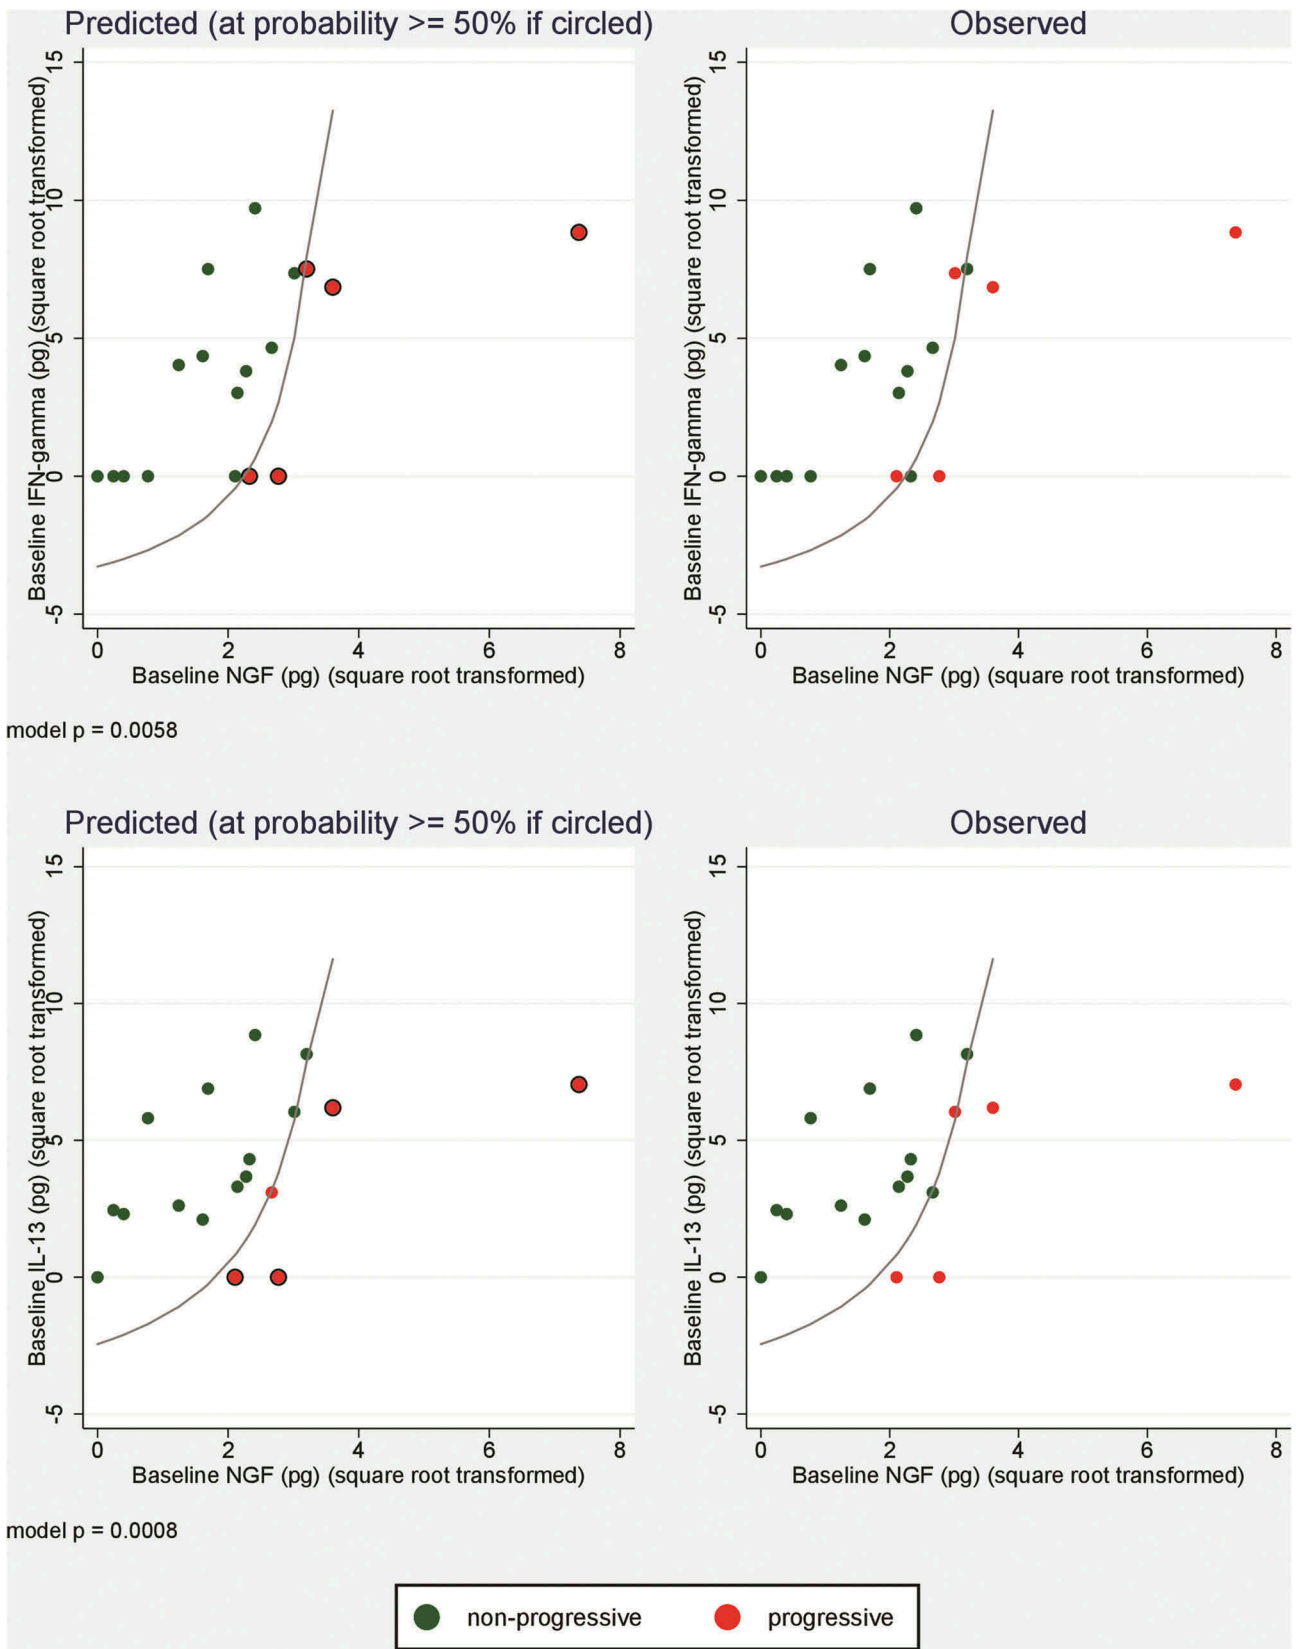 Predicted (at probability >= 50% if circled)
Observed
Baseline IFN-gamma (pg) (square root transformed)
15
10
5
0
-5
0 2 4 6 8
Baseline NGF (pg) (square root transformed)
Baseline IFN-gamma (pg) (square root transformed)
15
10
5
0
-5
0 2 4 6 8
Baseline NGF (pg) (square root transformed)
model p = 0.0058
Predicted (at probability >= 50% if circled)
Observed
Baseline IL-13 (pg) (square root transformed)
15
10
5
0
-5
0 2 4 6 8
Baseline NGF (pg) (square root transformed)
Baseline IL-13 (pg) (square root transformed)
15
10
5
0
-5
0 2 4 6 8
Baseline NGF (pg) (square root transformed)
model p = 0.0008
non-progressive
progressive